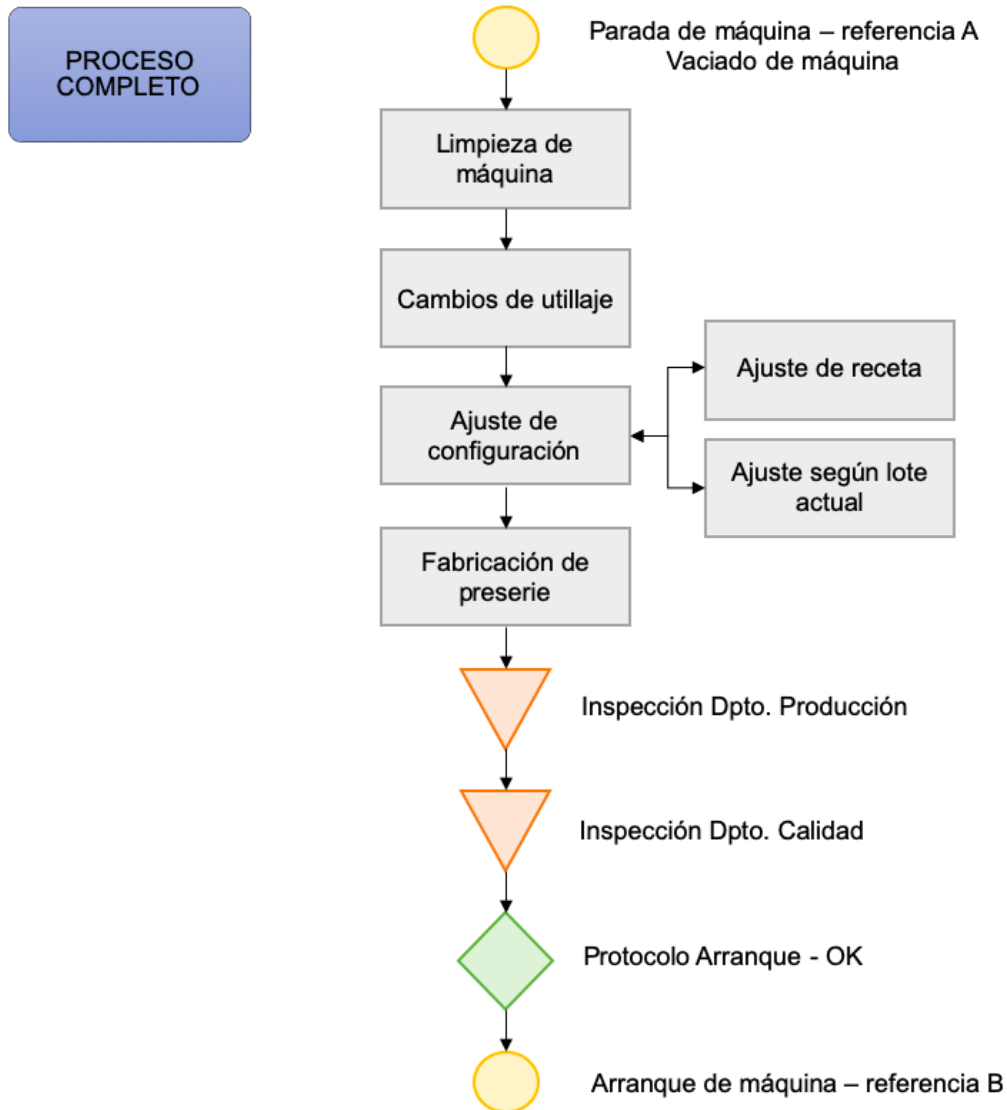 PROCESO
COMPLETO
Parada de máquina – referencia A
Vaciado de máquina
Limpieza de
máquina
Cambios de utillaje
Ajuste de
configuración
Ajuste de receta
Ajuste según lote
actual
Fabricación de
preserie
Inspección Dpto. Producción
Inspección Dpto. Calidad
Protocolo Arranque - OK
Arranque de máquina – referencia B